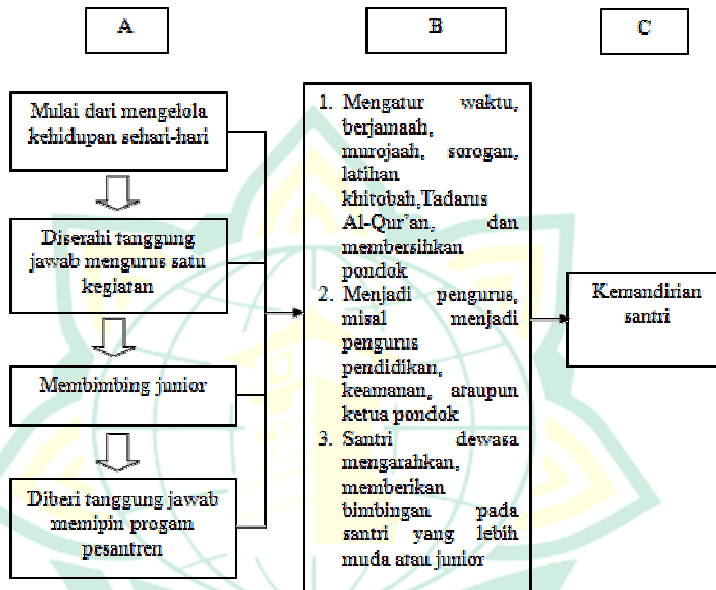 A
B
C
Mulai dari mengelola
kehidupan sehari-hari
Diserahi tanggung
jawab mengurus satu
kegiatan
Membimbing junior
Diberi tanggung jawab
memipin progam
pesantren
1. Mengatur waktu,
berjamaah,
murojaah, sorogan,
latihan
khitobah,Tadarus
Al-Qur'an, dan
membersihkan
pondok
2. Menjadi pengurus,
misal menjadi
pengurus
pendidikan,
keamanan, ataupun
ketua pondok
3. Santri dewasa
mengarahkan,
memberikan
bimbingan pada
santri yang lebih
muda atau junior
Kemandirian
santri